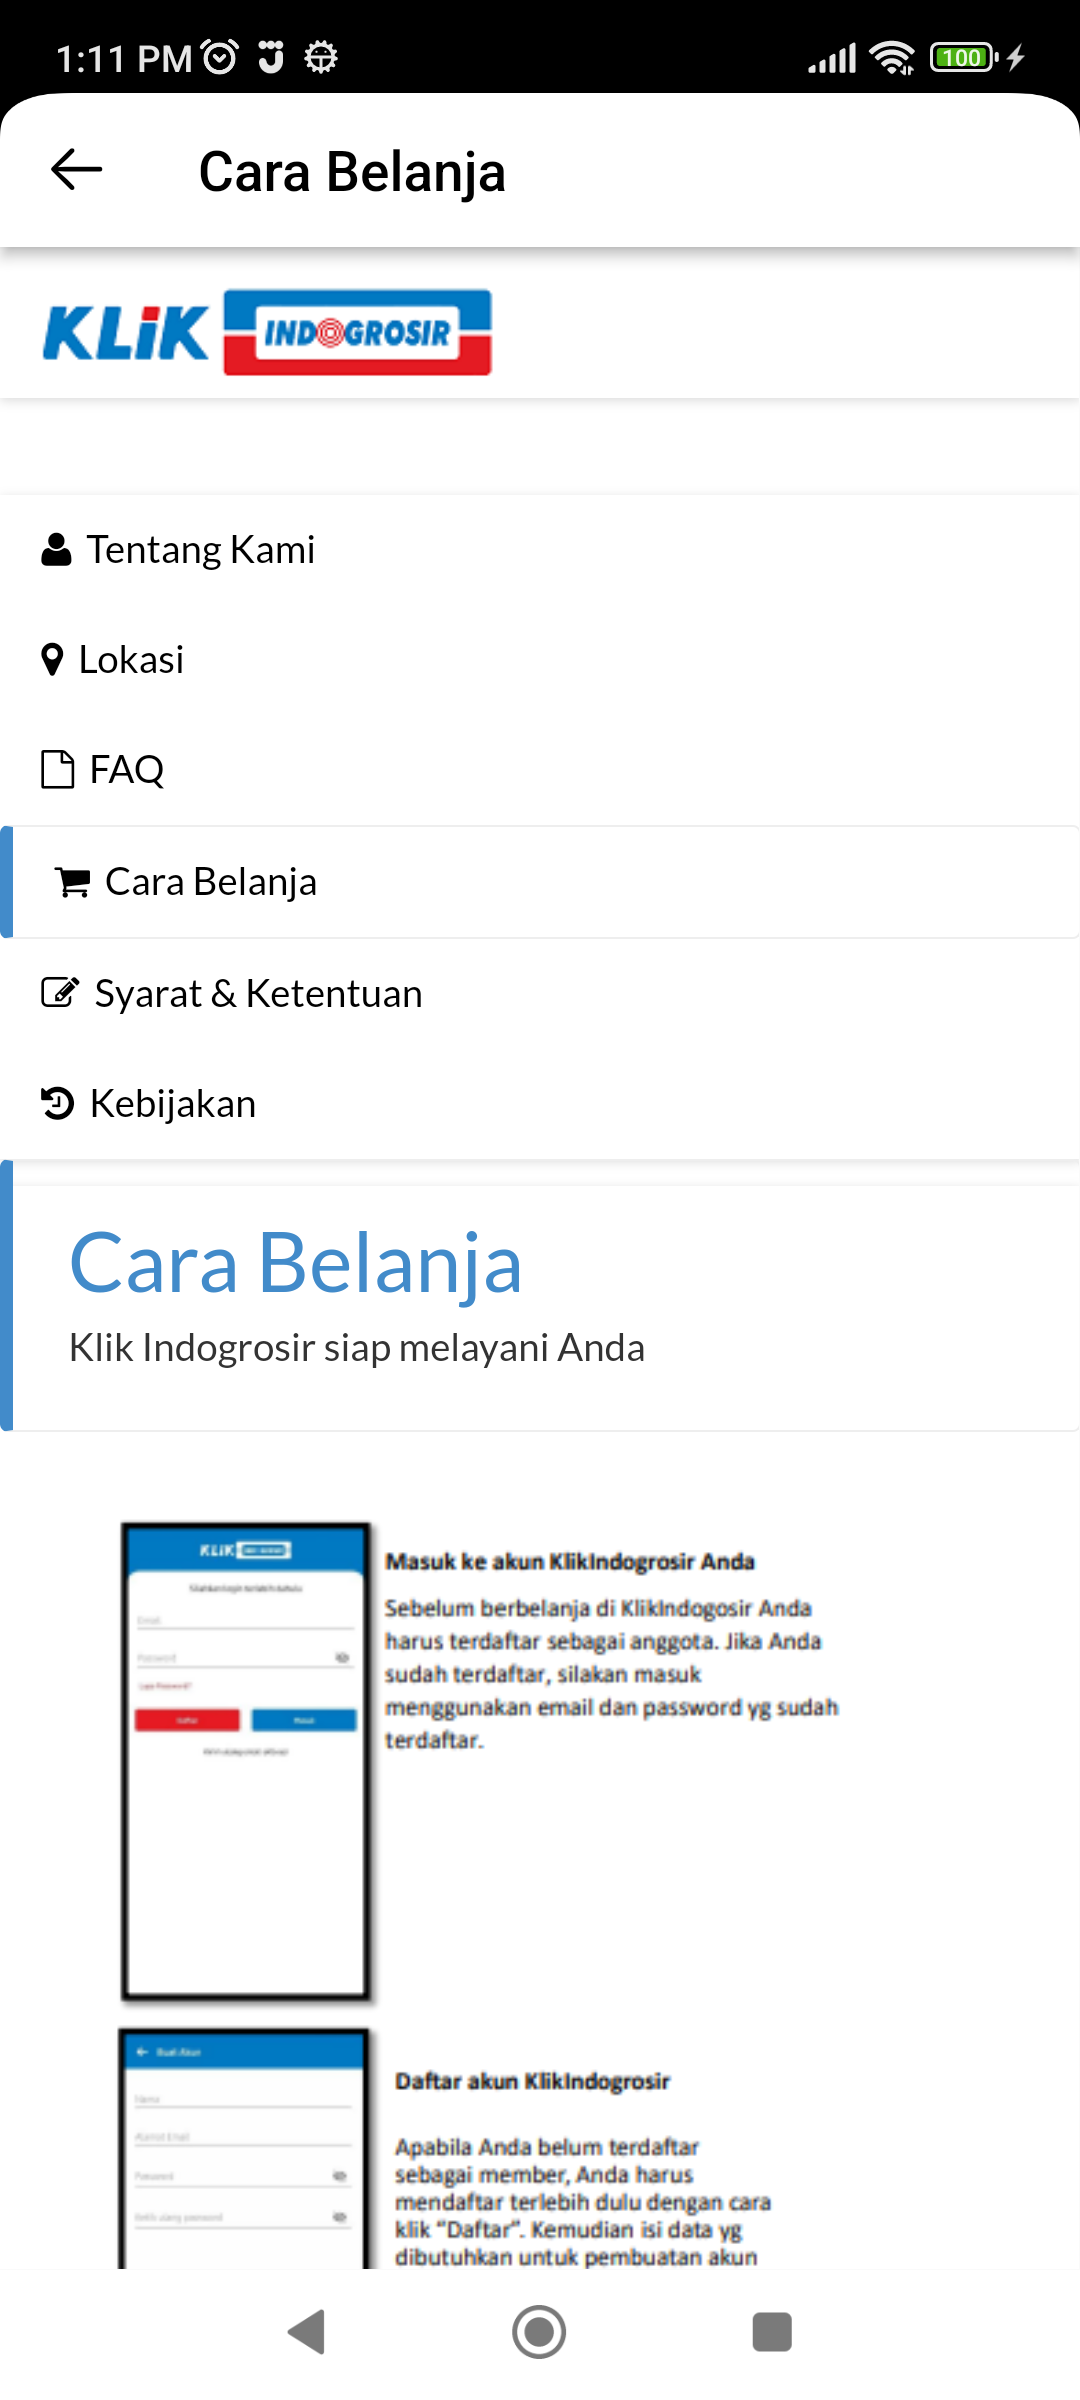 1:11 PM
100
Cara Belanja
KLiK INDOGROSIR
Tentang Kami
Lokasi
FAQ
Cara Belanja
Syarat & Ketentuan
Kebijakan
Cara Belanja
Klik Indogrosir siap melayani Anda
KLIK
Masuk ke akun KlikIndogrosir Anda
Sebelum berbelanja di KlikIndogosir Anda
harus terdaftar sebagai anggota. Jika Anda
sudah terdaftar, silakan masuk
menggunakan email dan password yg sudah
terdaftar.
Email
Password
Lupa Password?
Daftar
Masuk
Buat Akun
Nama
Alamat Email
Password
Daftar akun KlikIndogrosir
Apabila Anda belum terdaftar
sebagai member, Anda harus
mendaftar terlebih dulu dengan cara
klik "Daftar". Kemudian isi data yg
dibutuhkan untuk pembuatan akun